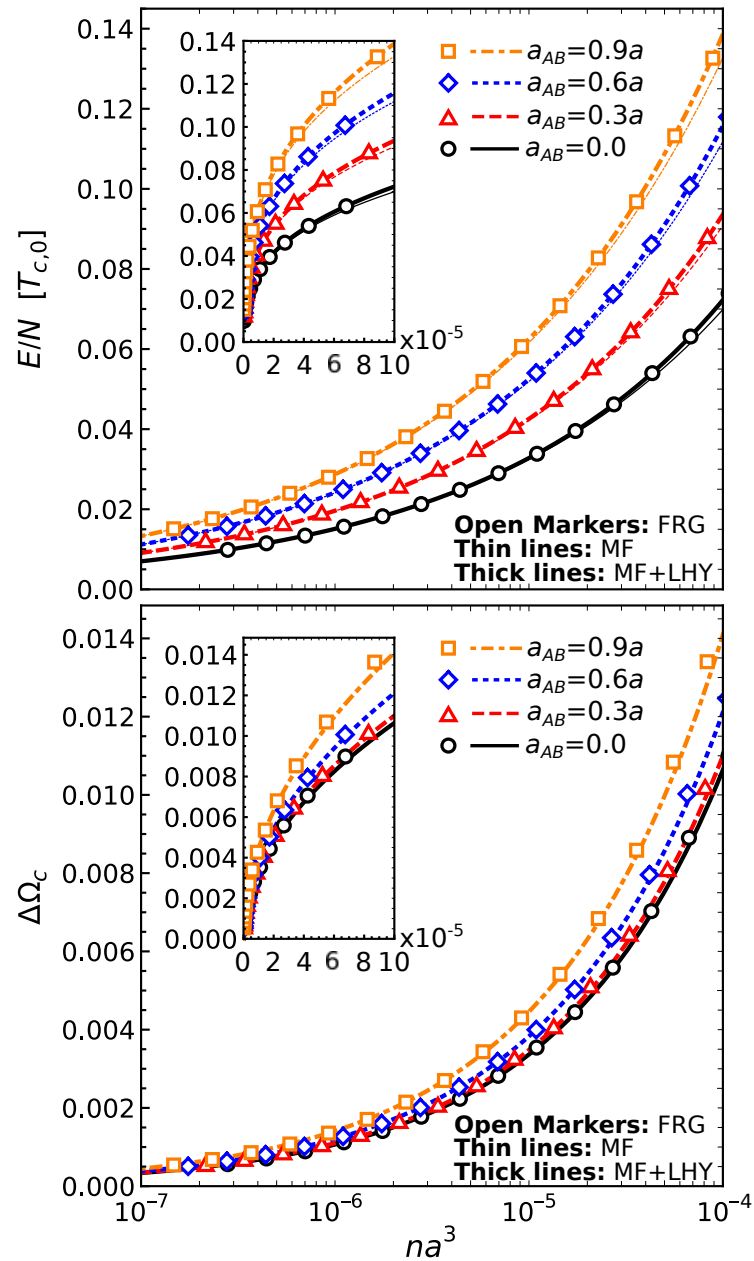 E/N [T_{c,0}]
0.14
0.12
0.10
0.08
0.06
0.04
0.02
0.00
0.14
0.12
0.10
0.08
0.06
0.04
0.02
0.00
0 2 4 6 8 10
x10^{-5}
a_{AB}=0.9a
a_{AB}=0.6a
a_{AB}=0.3a
a_{AB}=0.0
Open Markers: FRG
Thin lines: MF
Thick lines: MF+LHY
ΔΩ_c
0.014
0.012
0.010
0.008
0.006
0.004
0.002
0.000
0.014
0.012
0.010
0.008
0.006
0.004
0.002
0.000
0 2 4 6 8 10
x10^{-5}
a_{AB}=0.9a
a_{AB}=0.6a
a_{AB}=0.3a
a_{AB}=0.0
Open Markers: FRG
Thin lines: MF
Thick lines: MF+LHY
10^{-7} 10^{-6} 10^{-5} 10^{-4}
na^3